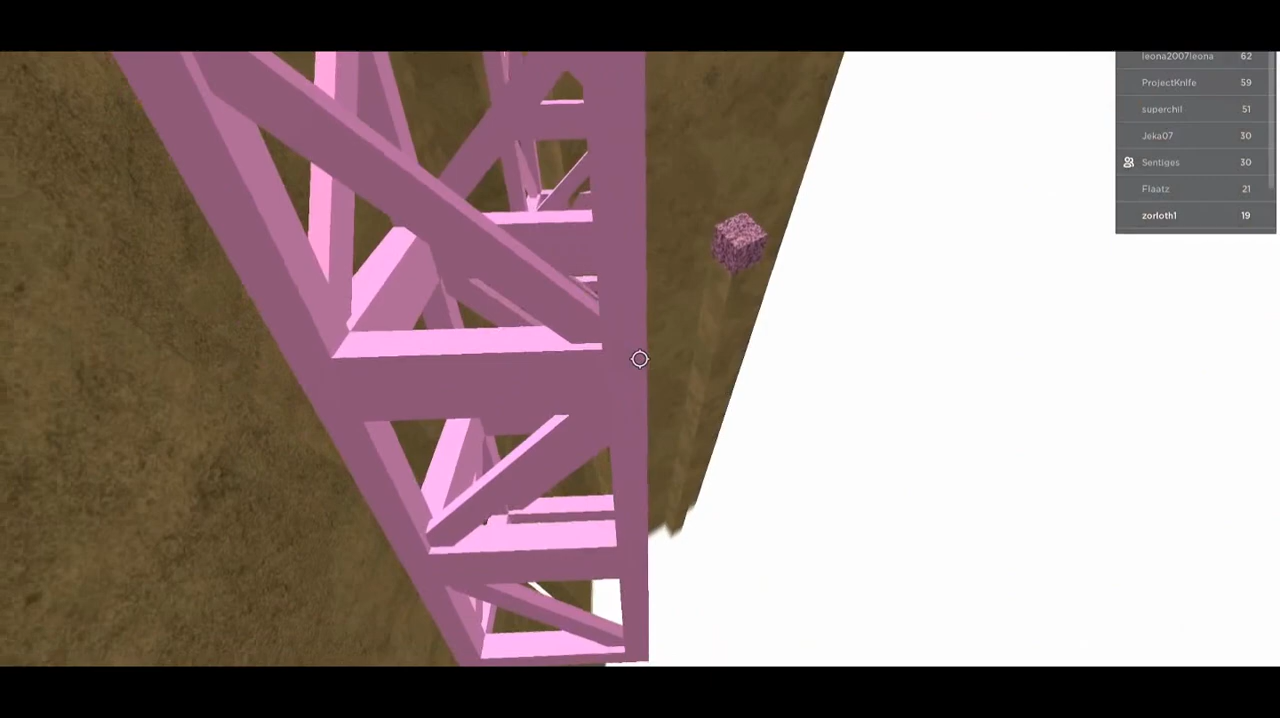 leona2007leona 62
ProjectKnife 59
superchil 51
Jeka07 30
Sentiges 30
Flaatz 21
zorloth1 19